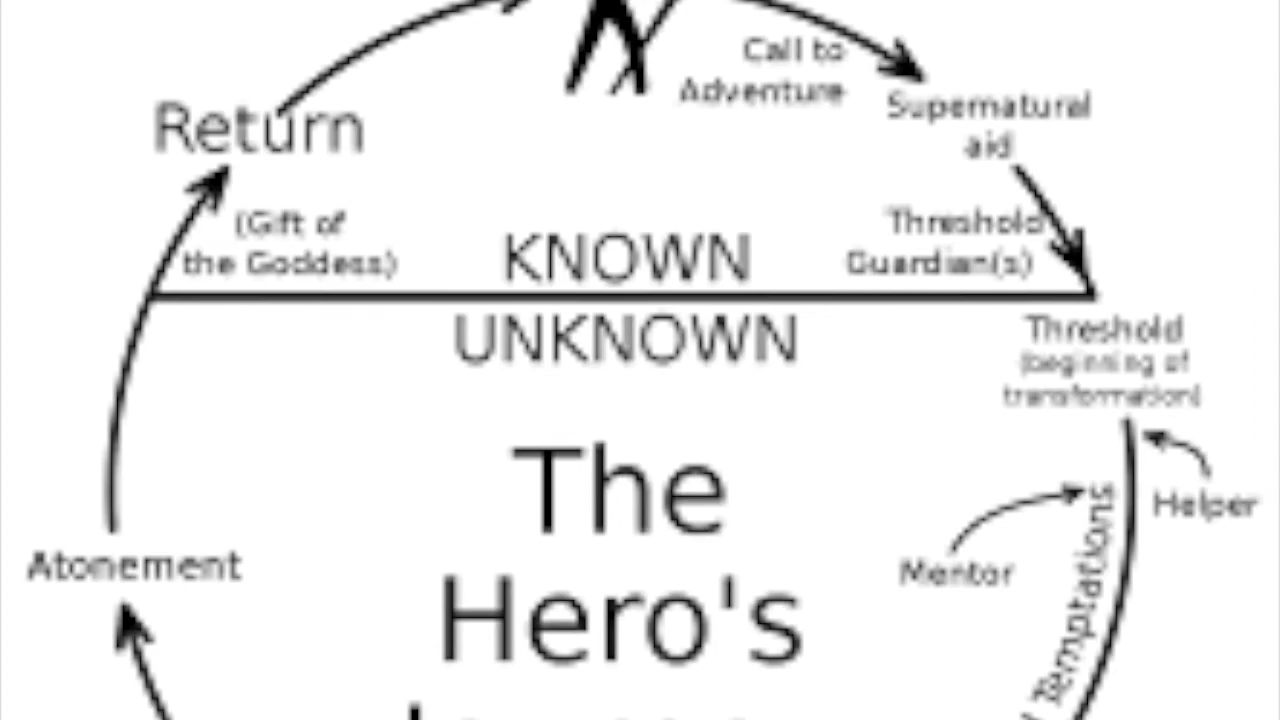 Call to
Adventure
Supernatural
aid
Return
(Gift of
the Goddess)
KNOWN
Threshold
Guardian(s)
UNKNOWN
Threshold
(beginning of
transformation)
Helper
Mentor
Temptations
The
Hero's
Atonement